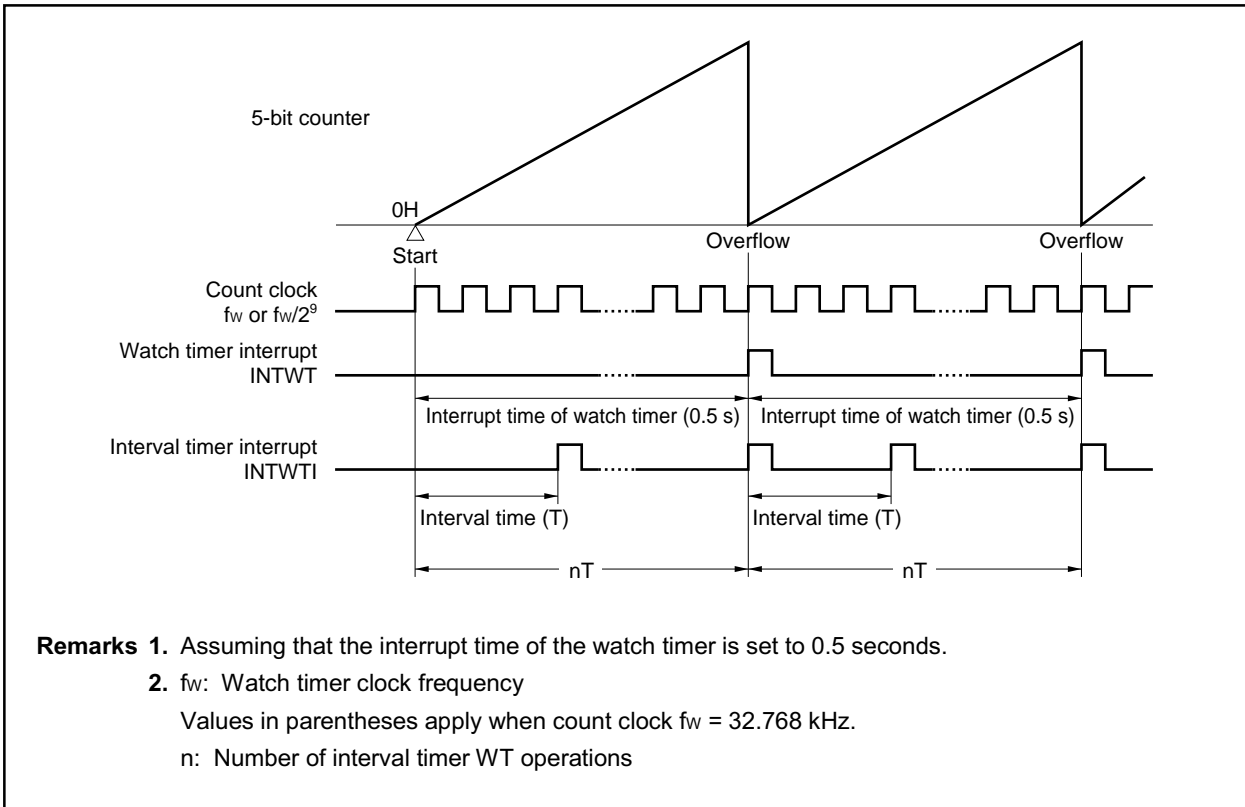 5-bit counter
0H
Start
Overflow
Overflow
Count clock
fW or fW/2⁹
Watch timer interrupt
INTWT
Interrupt time of watch timer (0.5 s)
Interrupt time of watch timer (0.5 s)
Interval timer interrupt
INTWTI
Interval time (T)
Interval time (T)
nT
nT
Remarks 1. Assuming that the interrupt time of the watch timer is set to 0.5 seconds.
2. fW: Watch timer clock frequency
Values in parentheses apply when count clock fW = 32.768 kHz.
n: Number of interval timer WT operations